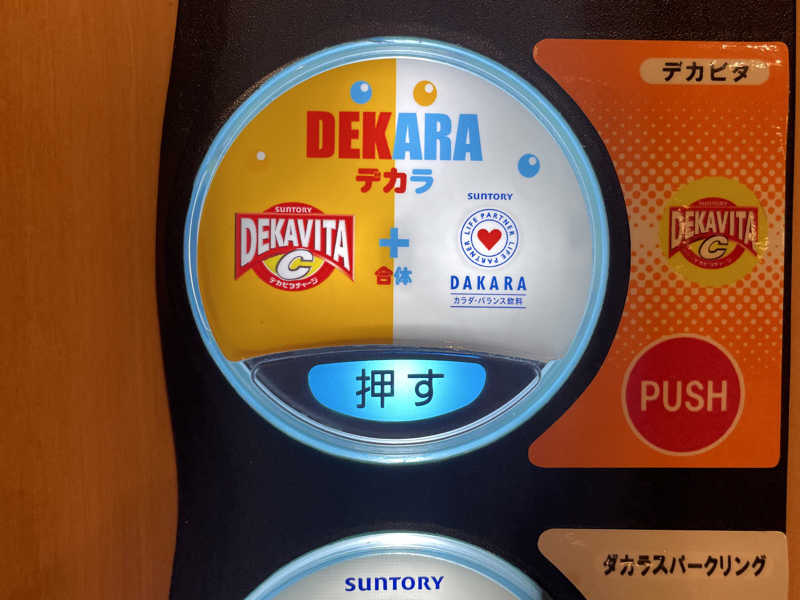 DEKARA
デカラ
SUNTORY
DEKAVITA
C
デカビタチャージ
+
合体
SUNTORY
LIFE PARTNER LIFE PARTNER
DAKARA
カラダ・バランス飲料
押す
デカビタ
SUNTORY
DEKAVITA
C
PUSH
SUNTORY
ダカラスパークリング